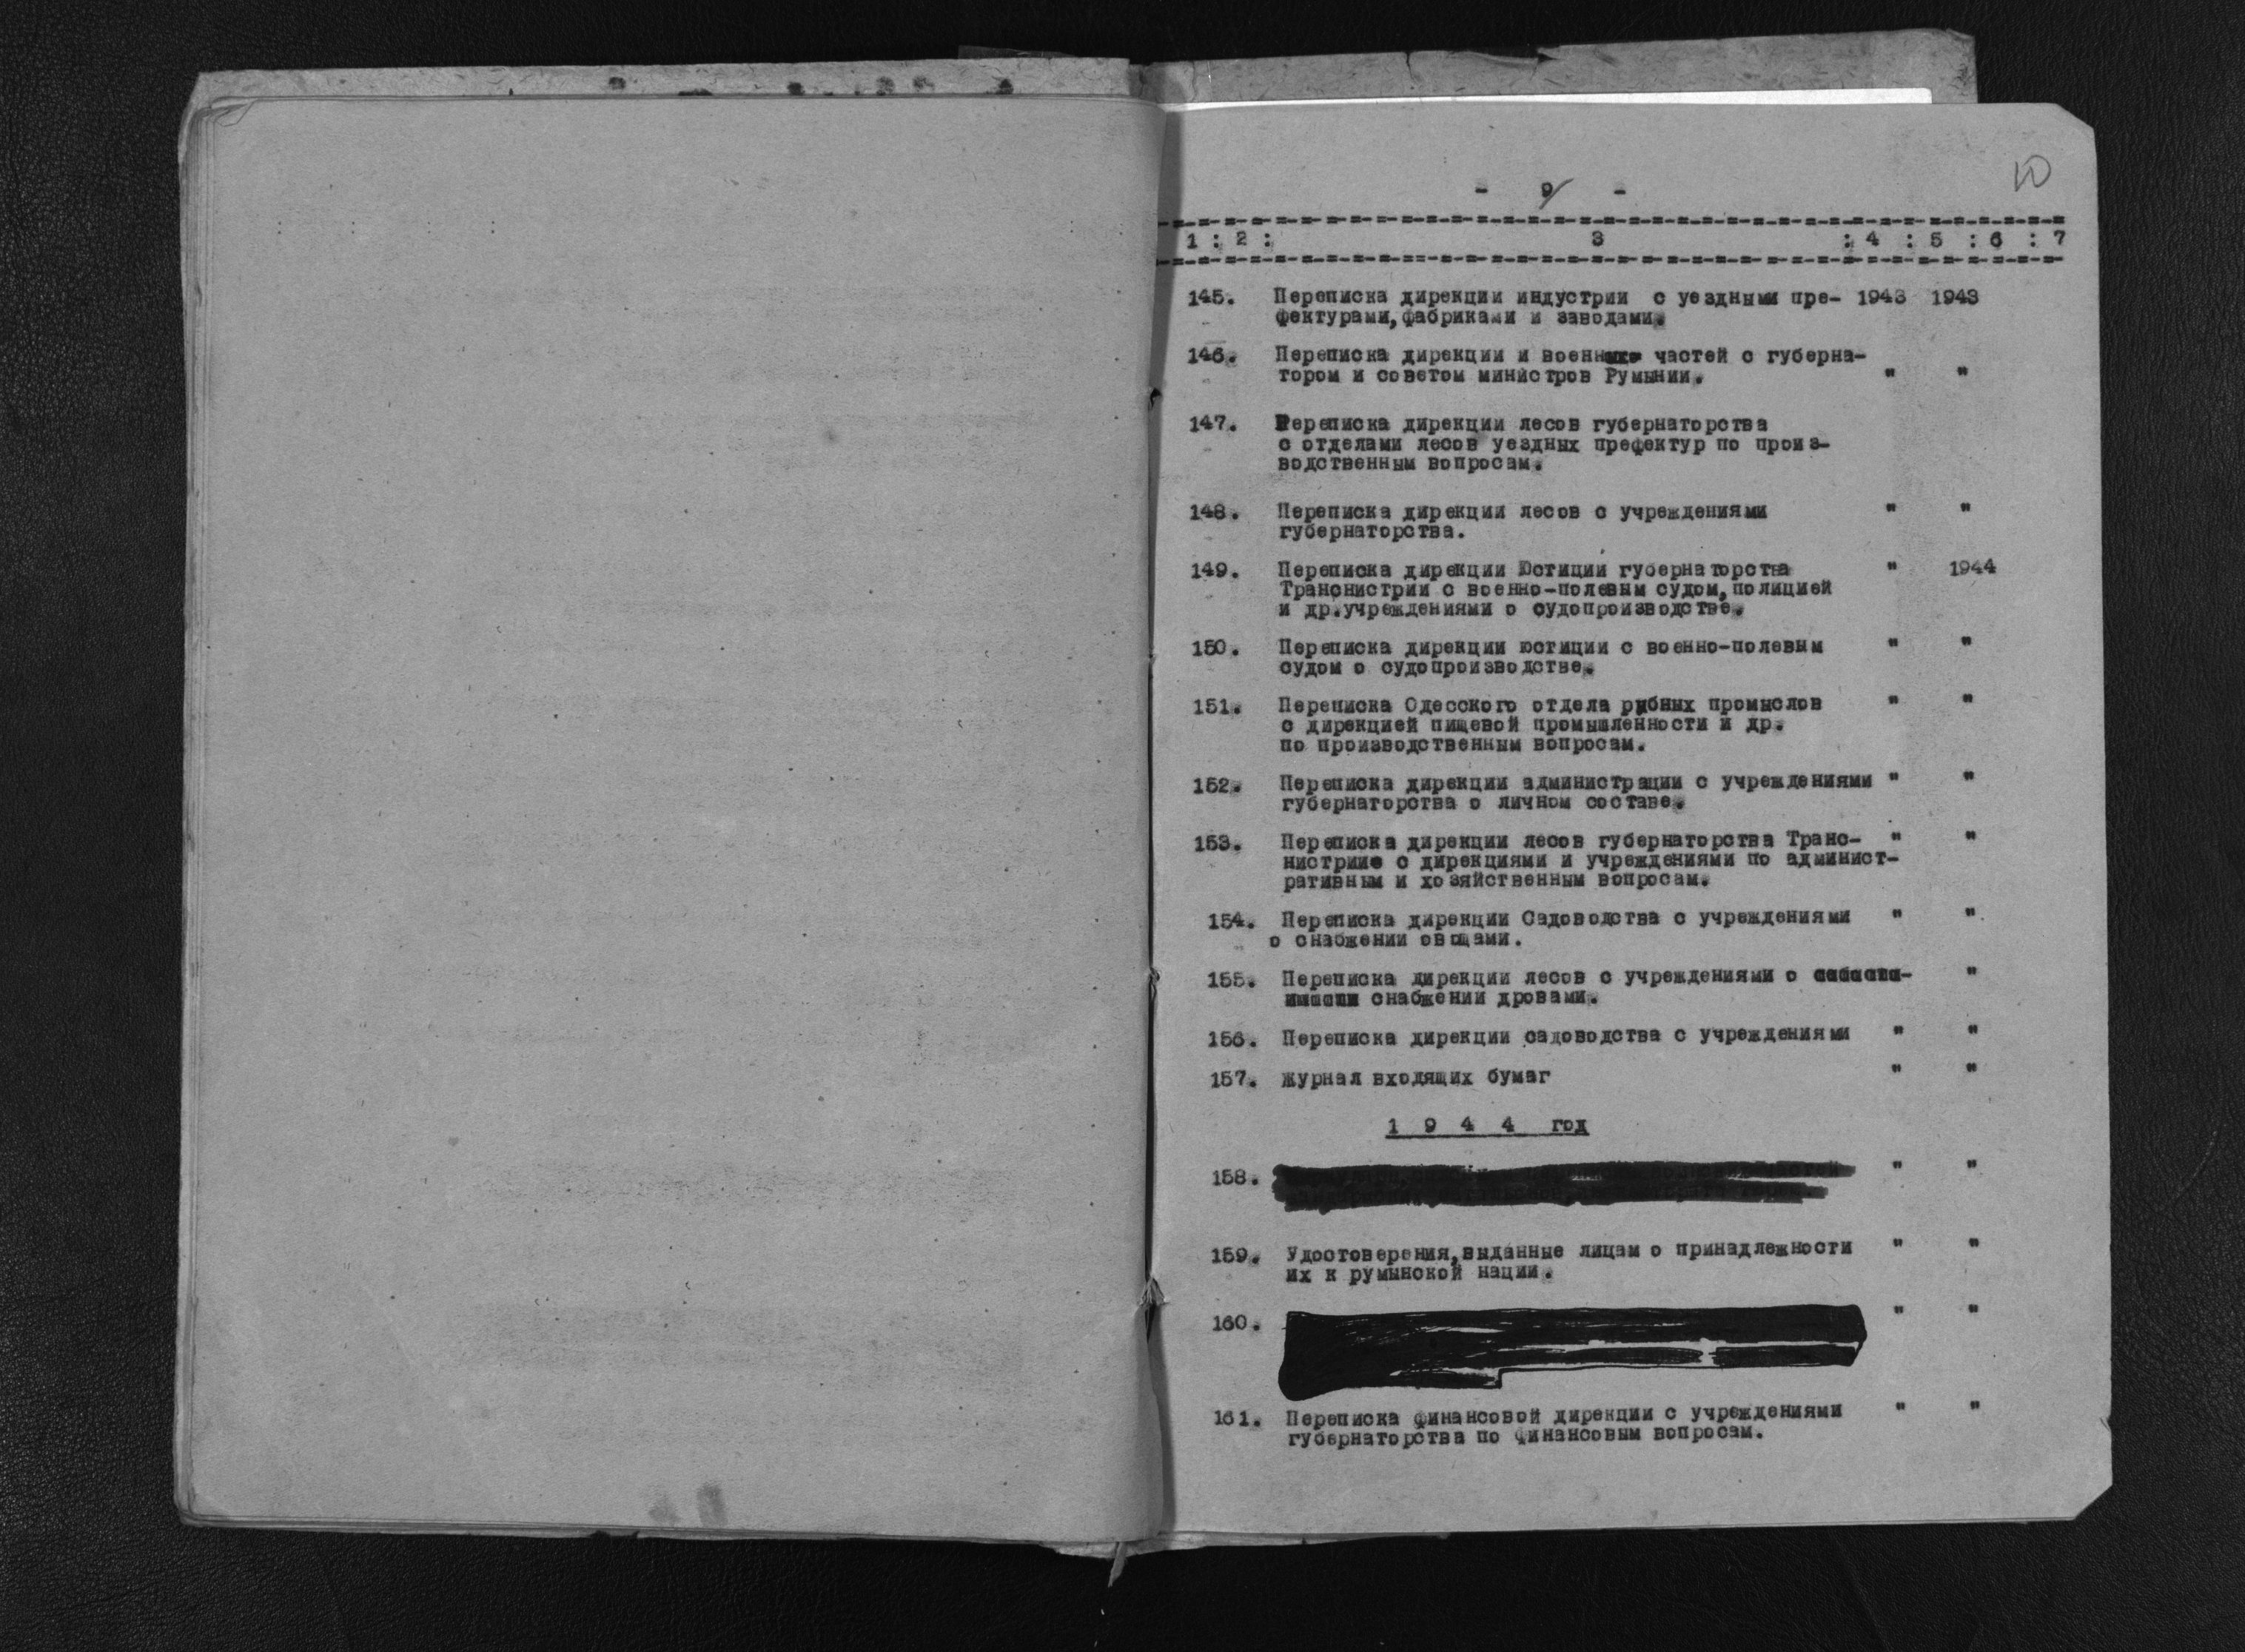 10
- 9 -
1 : 2 : 3 : 4 : 5 : 6 : 7
145. Переписка дирекции индустрии с уездными пре- 1943 1943
фектурами,фабриками и заводами.
146. Переписка дирекции и военных частей с губерна-
тором и советом министров Румынии. " "
147. Переписка дирекции лесов губернаторства
с отделами лесов уездных префектур по произ-
водственным вопросам.
148. Переписка дирекции лесов с учреждениями " "
губернаторства.
149. Переписка дирекции Юстиции губернаторства " 1944
Транснистрии с военно-полевым судом,полицией
и др.учреждениями о судопроизводстве.
150. Переписка дирекции юстиции с военно-полевым " "
судом о судопроизводстве.
151. Переписка Одесского отдела рыбных промыслов " "
с дирекцией пищевой промышленности и др.
по производственным вопросам.
152. Переписка дирекции администрации с учреждениями " "
губернаторства о личном составе.
153. Переписка дирекции лесов губернаторства Транс- " "
нистрии с дирекциями и учреждениями по админист-
ративным и хозяйственным вопросам.
154. Переписка дирекции Садоводства с учреждениями " "
о снабжении овощами.
155. Переписка дирекции лесов с учреждениями о "
снабжении дровами.
156. Переписка дирекции садоводства с учреждениями " "
157. Журнал входящих бумаг " "
1 9 4 4 год
158. " "
159. Удостоверения,выданные лицам о принадлежности " "
их к румынской нации.
160. " "
161. Переписка финансовой дирекции с учреждениями " "
губернаторства по финансовым вопросам.